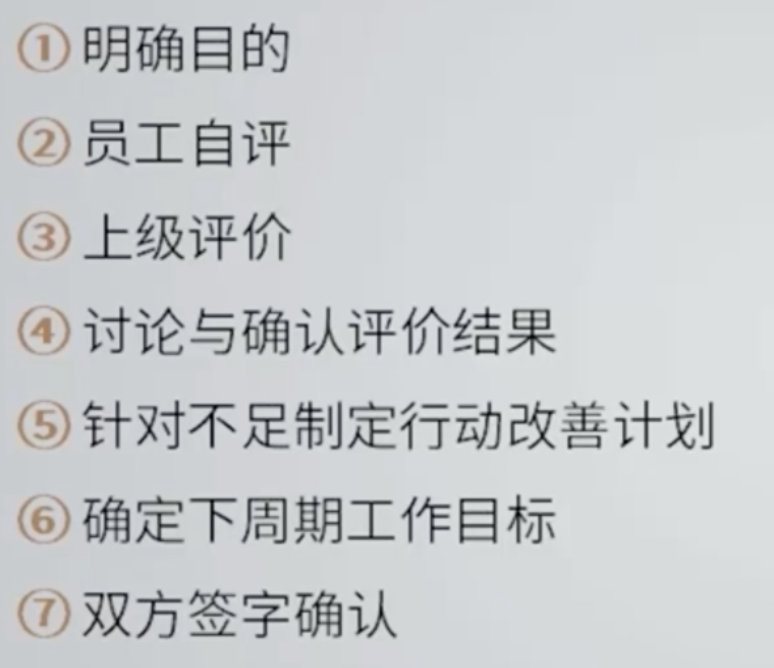 ① 明确目的
② 员工自评
③ 上级评价
④ 讨论与确认评价结果
⑤ 针对不足制定行动改善计划
⑥ 确定下周期工作目标
⑦ 双方签字确认